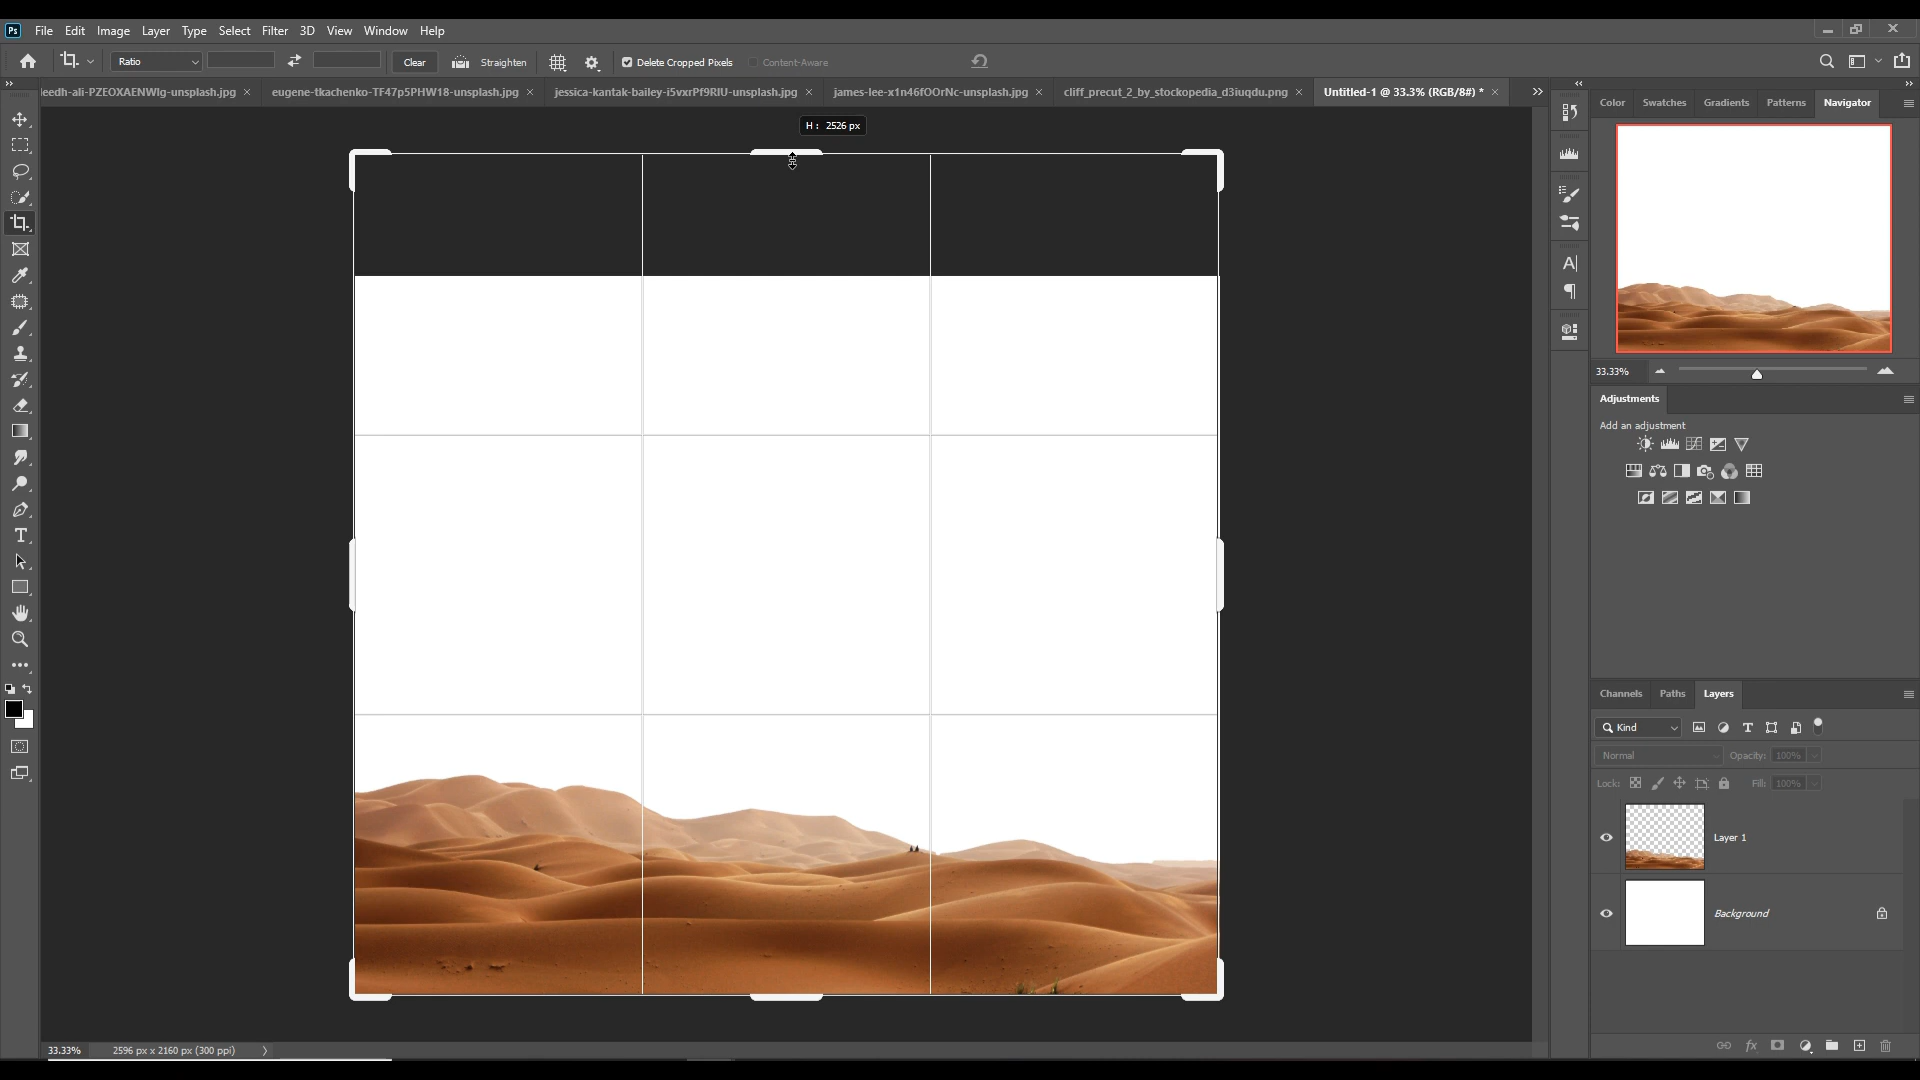 Ps File Edit Image Layer Type Select Filter 3D View Window Help
Ratio Clear Straighten Delete Cropped Pixels Content-Aware
leedh-ali-PZEOXAENWIg-unsplash.jpg × eugene-tkachenko-TF47p5PHW18-unsplash.jpg × jessica-kantak-bailey-i5vxrPf9RIU-unsplash.jpg × james-lee-x1n46fOOrNc-unsplash.jpg × cliff_precut_2_by_stockopedia_d3iuqdu.png × Untitled-1 @ 33.3% (RGB/8#) * ×
H : 2526 px
Color Swatches Gradients Patterns Navigator
33.33%
Adjustments
Add an adjustment
Channels Paths Layers
Kind
Normal Opacity: 100%
Lock: Fill: 100%
Layer 1
Background
33.33% 2596 px x 2160 px (300 ppi)